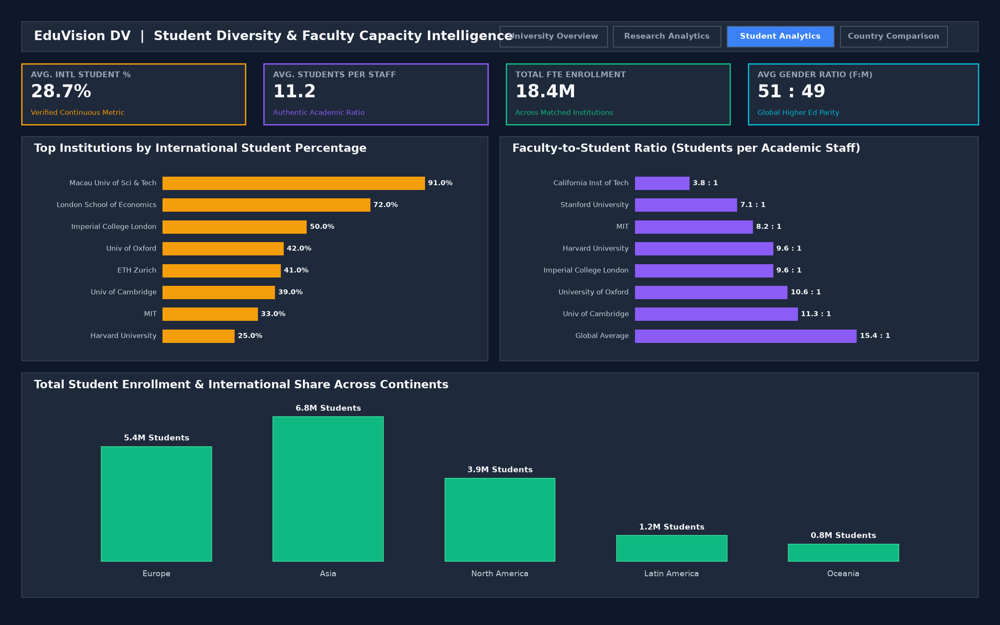 EduVision DV | Student Diversity & Faculty Capacity Intelligence
University Overview
Research Analytics
Student Analytics
Country Comparison
AVG. INTL STUDENT %
28.7%
Verified Continuous Metric
AVG. STUDENTS PER STAFF
11.2
Authentic Academic Ratio
TOTAL FTE ENROLLMENT
18.4M
Across Matched Institutions
AVG GENDER RATIO (F:M)
51 : 49
Global Higher Ed Parity
Top Institutions by International Student Percentage
Macau Univ of Sci & Tech 91.0%
London School of Economics 72.0%
Imperial College London 50.0%
Univ of Oxford 42.0%
ETH Zurich 41.0%
Univ of Cambridge 39.0%
MIT 33.0%
Harvard University 25.0%
Faculty-to-Student Ratio (Students per Academic Staff)
California Inst of Tech 3.8 : 1
Stanford University 7.1 : 1
MIT 8.2 : 1
Harvard University 9.6 : 1
Imperial College London 9.6 : 1
University of Oxford 10.6 : 1
Univ of Cambridge 11.3 : 1
Global Average 15.4 : 1
Total Student Enrollment & International Share Across Continents
5.4M Students
6.8M Students
3.9M Students
1.2M Students
0.8M Students
Europe
Asia
North America
Latin America
Oceania